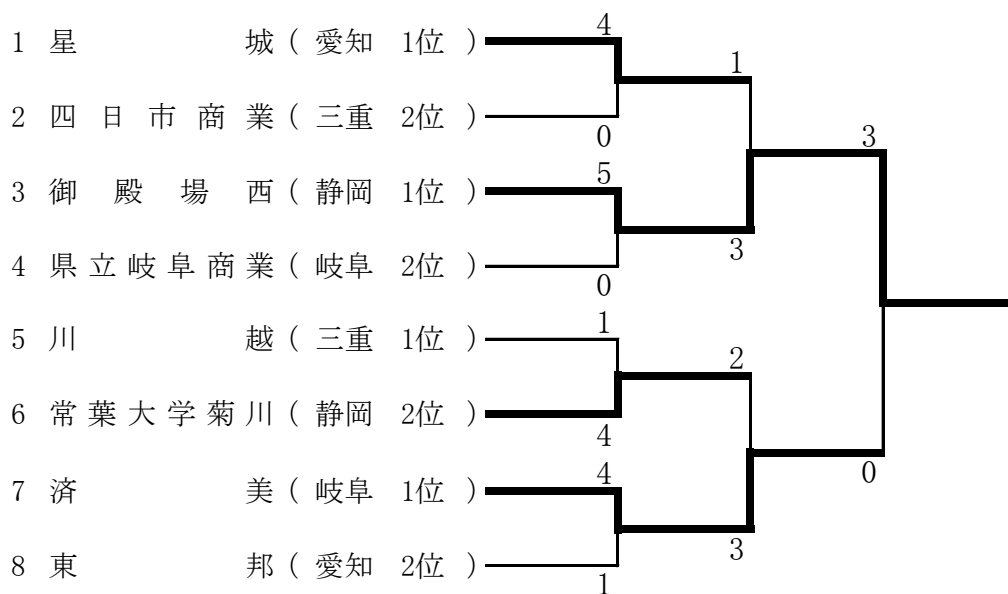 1 星 城 ( 愛知 1位 ) 4
1
2 四日市商業 ( 三重 2位 ) 0
3
3 御殿場西 ( 静岡 1位 ) 5
3
4 県立岐阜商業 ( 岐阜 2位 ) 0
5 川越 ( 三重 1位 ) 1
2
6 常葉大学菊川 ( 静岡 2位 ) 4
0
7 済美 ( 岐阜 1位 ) 4
3
8 東邦 ( 愛知 2位 ) 1